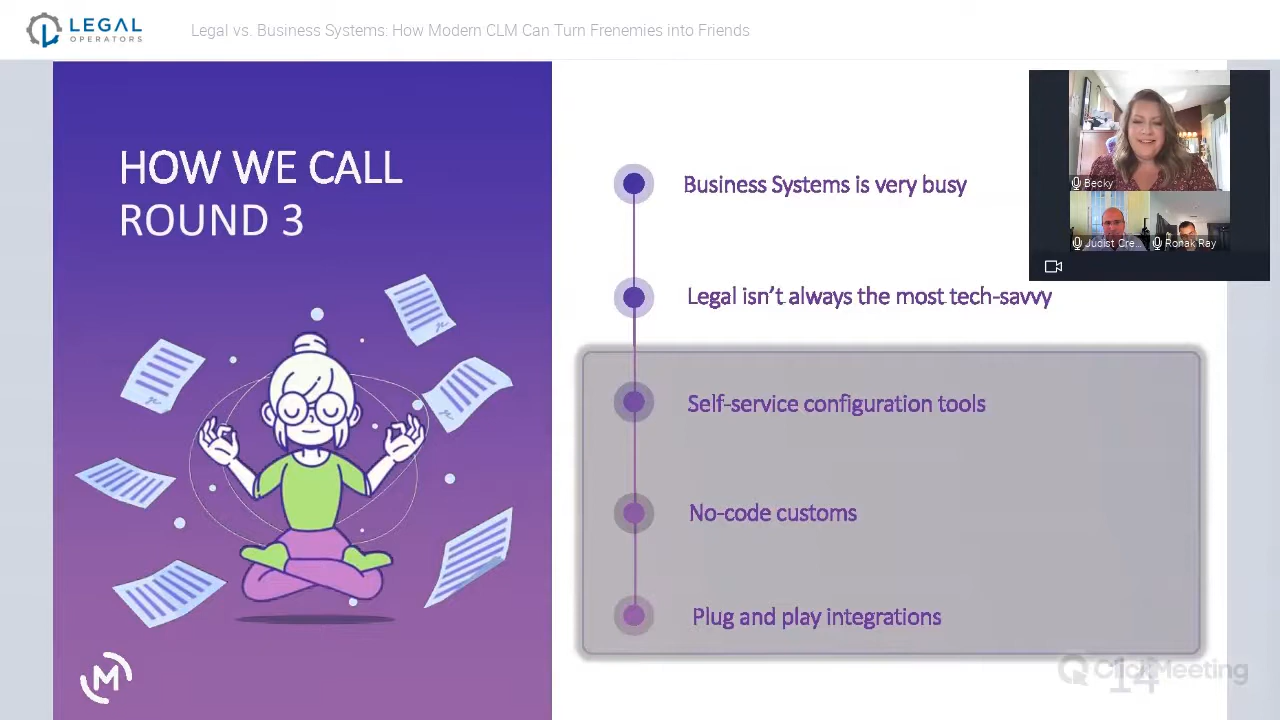 LEGAL
OPERATORS
Legal vs. Business Systems: How Modern CLM Can Turn Frenemies into Friends
HOW WE CALL
ROUND 3
Business Systems is very busy
Legal isn't always the most tech-savvy
Self-service configuration tools
No-code customs
Plug and play integrations
Becky
Judist Cre...
Ronak Ray
M
ClickMeeting
14